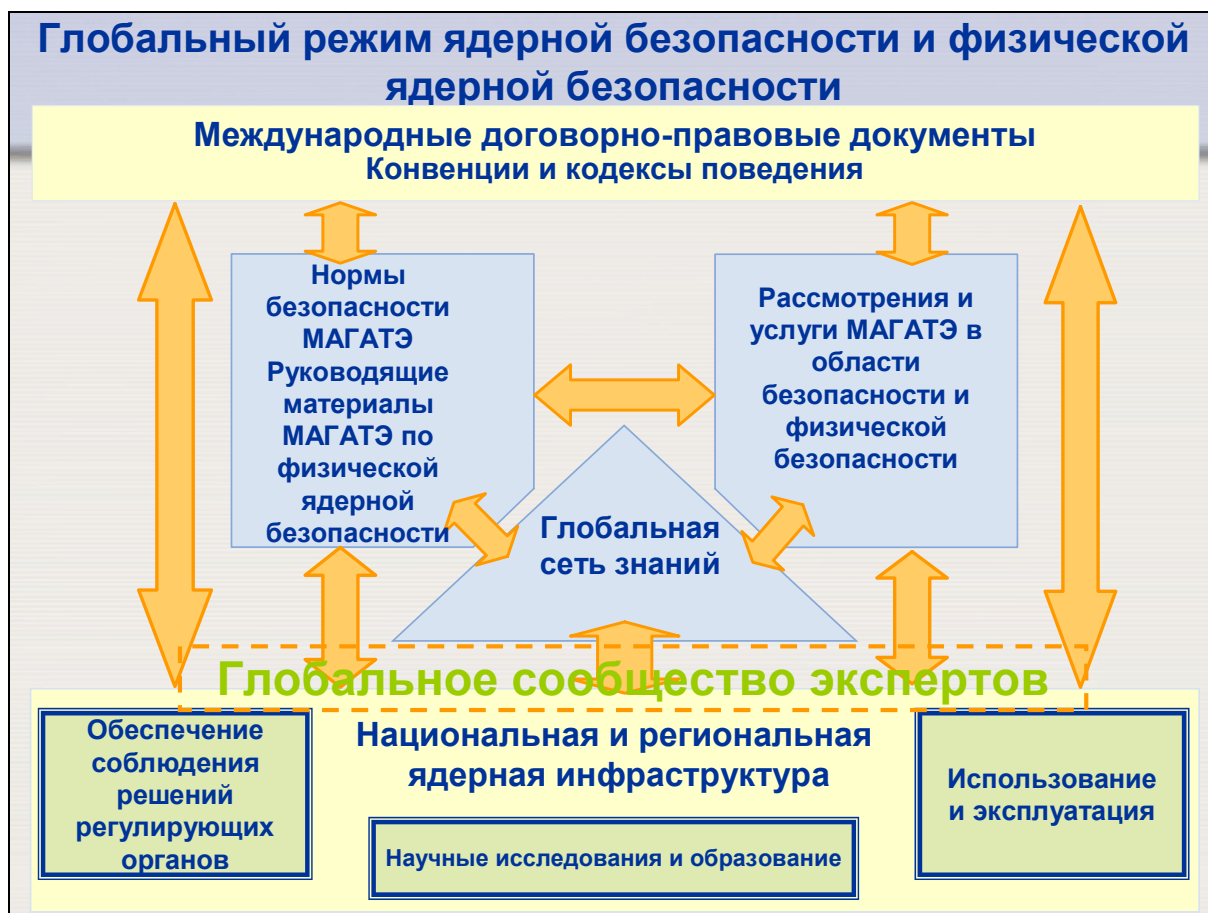 Глобальный режим ядерной безопасности и физической
ядерной безопасности
Международные договорно-правовые документы
Конвенции и кодексы поведения
Нормы
безопасности
МАГАТЭ
Руководящие
материалы
МАГАТЭ по
физической
ядерной
безопасности
Рассмотрения и
услуги МАГАТЭ в
области
безопасности и
физической
безопасности
Глобальная
сеть знаний
Глобальное сообщество экспертов
Обеспечение
соблюдения
решений
регулирующих
органов
Национальная и региональная
ядерная инфраструктура
Научные исследования и образование
Использование
и эксплуатация